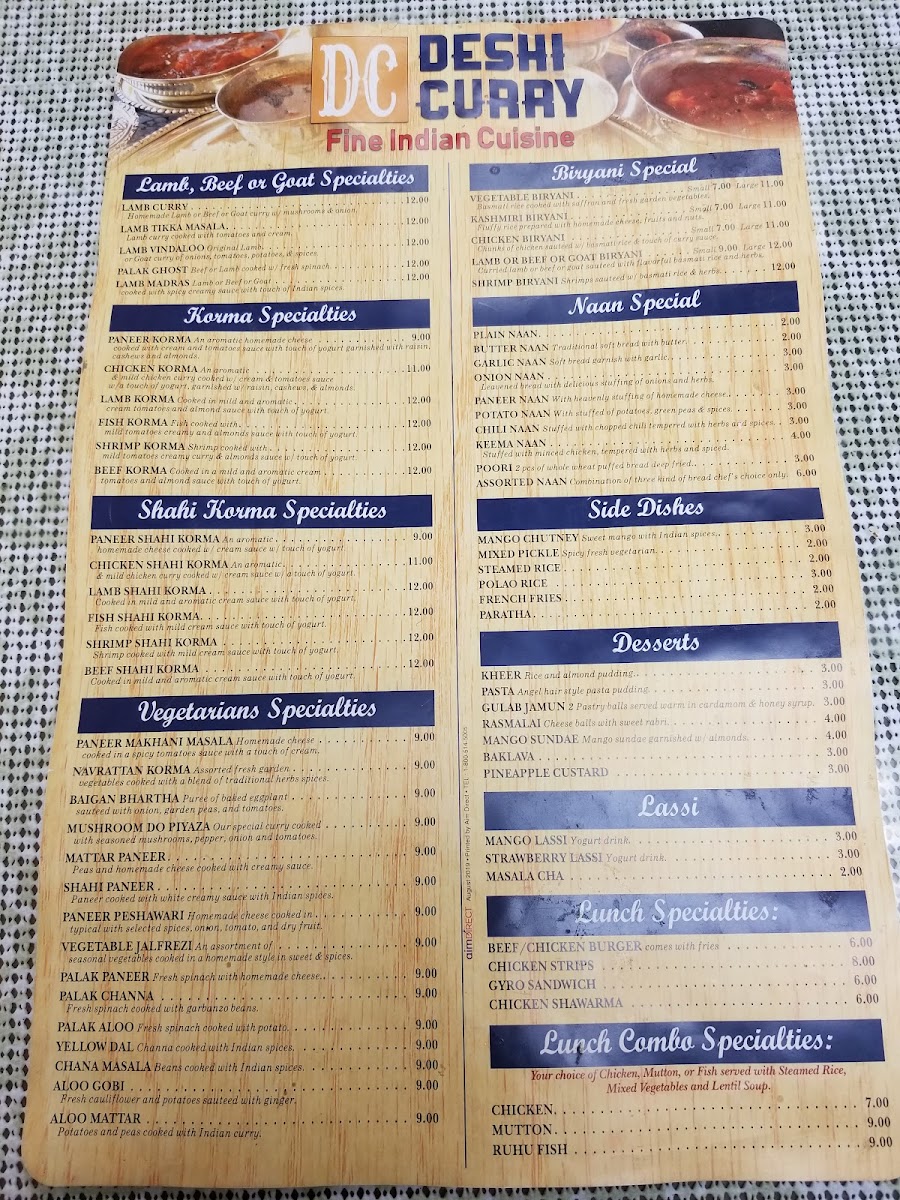 DC
DESHI
CURRY
Fine Indian Cuisine
Lamb, Beef or Goat Specialties
LAMB CURRY . . . 12.00
Homemade Lamb or Beef or Goat curry w/ mushrooms & onion.
LAMB TIKKA MASALA. . . . 12.00
Lamb curry cooked with tomatoes and cream.
LAMB VINDALOO Original Lamb. . . . 12.00
or Goat curry of onions, tomatoes, potatoes, & spices.
PALAK GHOST Beef or Lamb cooked w/ fresh spinach. . . . 12.00
LAMB MADRAS Lamb or Beef or Goat . . . 12.00
cooked with spicy creamy sauce with touch of Indian spices.
Korma Specialties
PANEER KORMA An aromatic homemade cheese . . . 9.00
cooked with cream and tomatoes sauce with touch of yogurt garnished with raisin,
cashews and almonds.
CHICKEN KORMA An aromatic . . . 11.00
& mild chicken curry cooked w/ cream & tomatoes sauce
w/a touch of yogurt, garnished w/raisin, cashews, & almonds.
LAMB KORMA Cooked in mild and aromatic . . . 12.00
cream tomatoes and almond sauce with touch of yogurt.
FISH KORMA Fish cooked with. . . . 12.00
mild tomatoes creamy and almonds sauce with touch of yogurt.
SHRIMP KORMA Shrimp cooked with . . . 12.00
mild tomatoes creamy curry & almonds sauce w/ touch of yogurt.
BEEF KORMA Cooked in a mild and aromatic cream . . . 12.00
tomatoes and almond sauce with touch of yogurt.
Shahi Korma Specialties
PANEER SHAHI KORMA An aromatic . . . 9.00
homemade cheese cooked w/ cream sauce w/ touch of yogurt.
CHICKEN SHAHI KORMA An aromatic. . . . 11.00
& mild chicken curry cooked w/ cream sauce w/ a touch of yogurt.
LAMB SHAHI KORMA . . . 12.00
Cooked in mild and aromatic cream sauce with touch of yogurt.
FISH SHAHI KORMA. . . . 12.00
Fish cooked with mild cream sauce with touch of yogurt.
SHRIMP SHAHI KORMA . . . 12.00
Shrimp cooked with mild cream sauce with touch of yogurt.
BEEF SHAHI KORMA . . . 12.00
Cooked in mild and aromatic cream sauce with touch of yogurt.
Vegetarians Specialties
PANEER MAKHANI MASALA Homemade cheese . . . 9.00
cooked in a spicy tomatoes sauce with a touch of cream.
NAVRATTAN KORMA Assorted fresh garden . . . 9.00
vegetables cooked with a blend of traditional herbs spices.
BAIGAN BHARTHA Puree of baked eggplant . . . 9.00
sauteed with onion, garden peas, and tomatoes.
MUSHROOM DO PIYAZA Our special curry cooked . . . 9.00
with seasoned mushrooms, pepper, onion and tomatoes.
MATTAR PANEER. . . . 9.00
Peas and homemade cheese cooked with creamy sauce.
SHAHI PANEER . . . 9.00
Paneer cooked with white creamy sauce with Indian spices.
PANEER PESHAWARI Homemade cheese cooked in . . . 9.00
typical with selected spices, onion, tomato, and dry fruit.
VEGETABLE JALFREZI An assortment of . . . 9.00
seasonal vegetables cooked in a homemade style in sweet & spices.
PALAK PANEER Fresh spinach with homemade cheese. . . . 9.00
PALAK CHANNA . . . 9.00
Fresh spinach cooked with garbanzo beans.
PALAK ALOO Fresh spinach cooked with potato. . . . 9.00
YELLOW DAL Channa cooked with Indian spices. . . . 9.00
CHANA MASALA Beans cooked with Indian spices. . . . 9.00
ALOO GOBI . . . 9.00
Fresh cauliflower and potatoes sauteed with ginger.
ALOO MATTAR . . . 9.00
Potatoes and peas cooked with Indian curry.
aimDIRECT August 2019 • Printed by Aim Direct • TEL: 1-800-514-5005
Biryani Special
VEGETABLE BIRYANI . . . Small 7.00 Large 11.00
Basmati rice cooked with saffron and fresh garden vegetables.
KASHMIRI BIRYANI . . . Small 7.00 Large 11.00
Fluffy rice prepared with homemade cheese, fruits and nuts.
CHICKEN BIRYANI . . . Small 7.00 Large 11.00
Chunks of chicken sauteed w/ basmati rice & touch of curry sauce.
LAMB OR BEEF OR GOAT BIRYANI . . . Small 9.00 Large 12.00
Curried lamb or beef or goat sauteed with flavorful basmati rice and herbs.
SHRIMP BIRYANI Shrimps sauteed w/ basmati rice & herbs. . . . 12.00
Naan Special
PLAIN NAAN. . . . 2.00
BUTTER NAAN Traditional soft bread with butter. . . . 2.00
GARLIC NAAN Soft bread garnish with garlic. . . . 3.00
ONION NAAN . . . 3.00
Leavened bread with delicious stuffing of onions and herbs.
PANEER NAAN With heavenly stuffing of homemade cheese. . . . 3.00
POTATO NAAN With stuffed of potatoes, green peas & spices. . . . 3.00
CHILI NAAN Stuffed with chopped chili tempered with herbs and spices. . 3.00
KEEMA NAAN . . . 4.00
Stuffed with minced chicken, tempered with herbs and spiced.
POORI 2 pcs of whole wheat puffed bread deep fried. . . . 3.00
ASSORTED NAAN Combination of three kind of bread chef's choice only. 6.00
Side Dishes
MANGO CHUTNEY Sweet mango with Indian spices. . . . 3.00
MIXED PICKLE Spicy fresh vegetarian. . . . 2.00
STEAMED RICE . . . 2.00
POLAO RICE . . . 3.00
FRENCH FRIES . . . 2.00
PARATHA . . . 2.00
Desserts
KHEER Rice and almond pudding. . . . 3.00
PASTA Angel hair style pasta pudding. . . . 3.00
GULAB JAMUN 2 Pastry balls served warm in cardamom & honey syrup. 3.00
RASMALAI Cheese balls with sweet rabri. . . . 4.00
MANGO SUNDAE Mango sundae garnished w/ almonds. . . . 4.00
BAKLAVA . . . 3.00
PINEAPPLE CUSTARD . . . 3.00
Lassi
MANGO LASSI Yogurt drink. . . . 3.00
STRAWBERRY LASSI Yogurt drink. . . . 3.00
MASALA CHA . . . 2.00
Lunch Specialties:
BEEF/CHICKEN BURGER comes with fries . . . 6.00
CHICKEN STRIPS . . . 8.00
GYRO SANDWICH . . . 6.00
CHICKEN SHAWARMA . . . 6.00
Lunch Combo Specialties:
Your choice of Chicken, Mutton, or Fish served with Steamed Rice,
Mixed Vegetables and Lentil Soup.
CHICKEN. . . . 7.00
MUTTON. . . . 9.00
RUHU FISH . . . 9.00